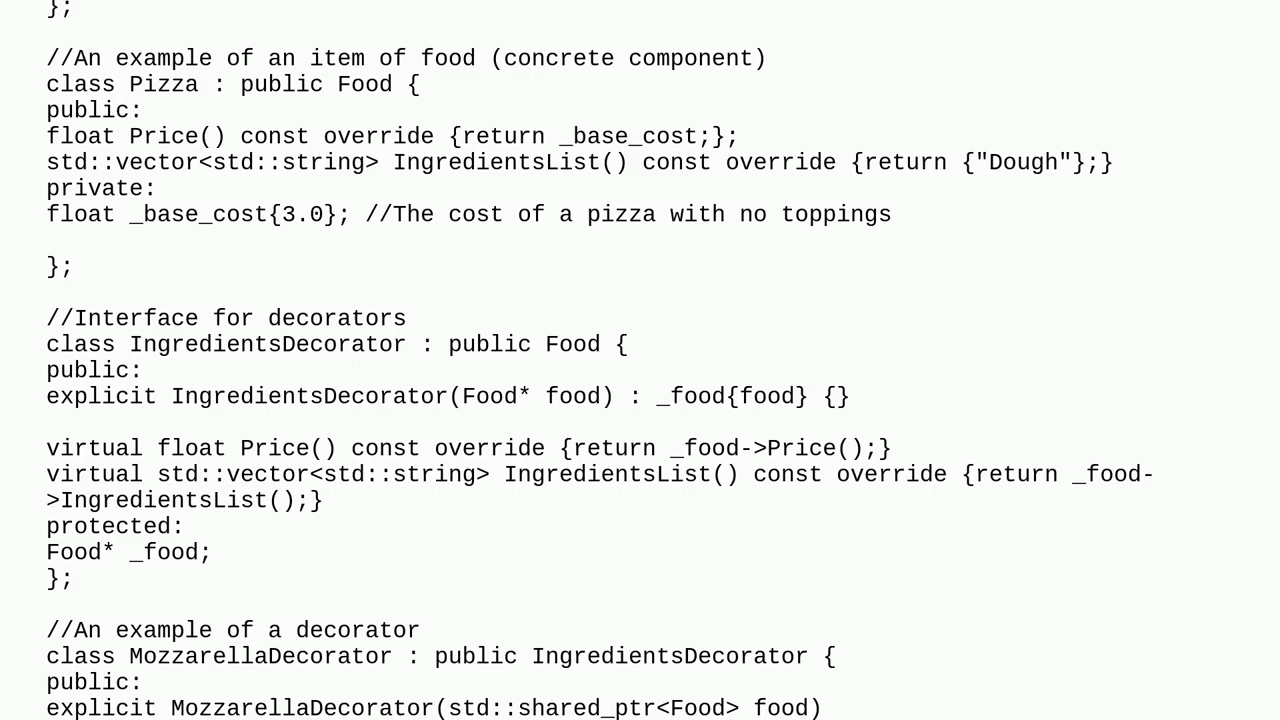 };
//An example of an item of food (concrete component)
class Pizza : public Food {
public:
float Price() const override {return _base_cost;};
std::vector<std::string> IngredientsList() const override {return {"Dough"};}
private:
float _base_cost{3.0}; //The cost of a pizza with no toppings
};
//Interface for decorators
class IngredientsDecorator : public Food {
public:
explicit IngredientsDecorator(Food* food) : _food{food} {}
virtual float Price() const override {return _food->Price();}
virtual std::vector<std::string> IngredientsList() const override {return _food-
>IngredientsList();}
protected:
Food* _food;
};
//An example of a decorator
class MozzarellaDecorator : public IngredientsDecorator {
public:
explicit MozzarellaDecorator(std::shared_ptr<Food> food)